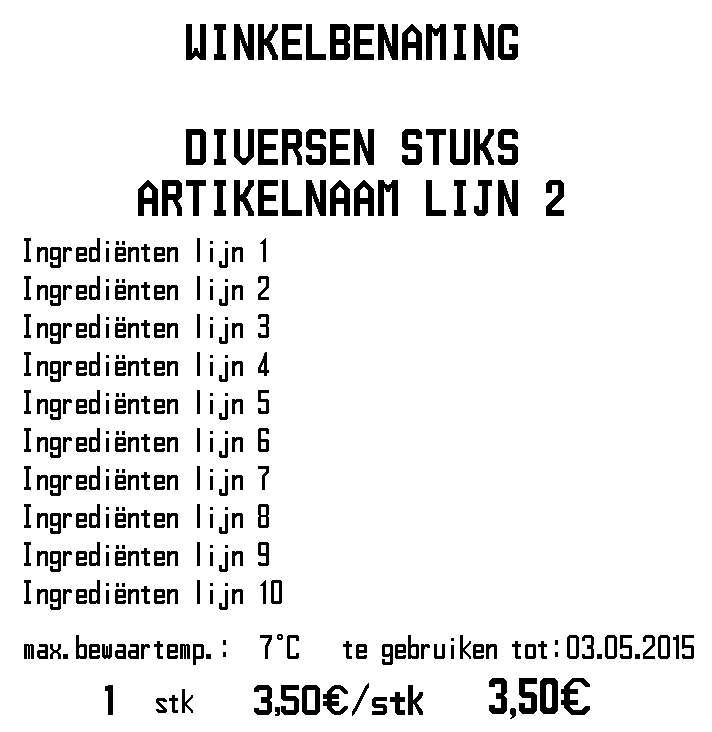 WINKELBENAMING
DIVERSEN STUKS
ARTIKELNAAM LIJN 2
Ingrediënten lijn 1
Ingrediënten lijn 2
Ingrediënten lijn 3
Ingrediënten lijn 4
Ingrediënten lijn 5
Ingrediënten lijn 6
Ingrediënten lijn 7
Ingrediënten lijn 8
Ingrediënten lijn 9
Ingrediënten lijn 10
max.bewaartemp.: 7°C te gebruiken tot:03.05.2015
1 stk 3,50€/stk 3,50€